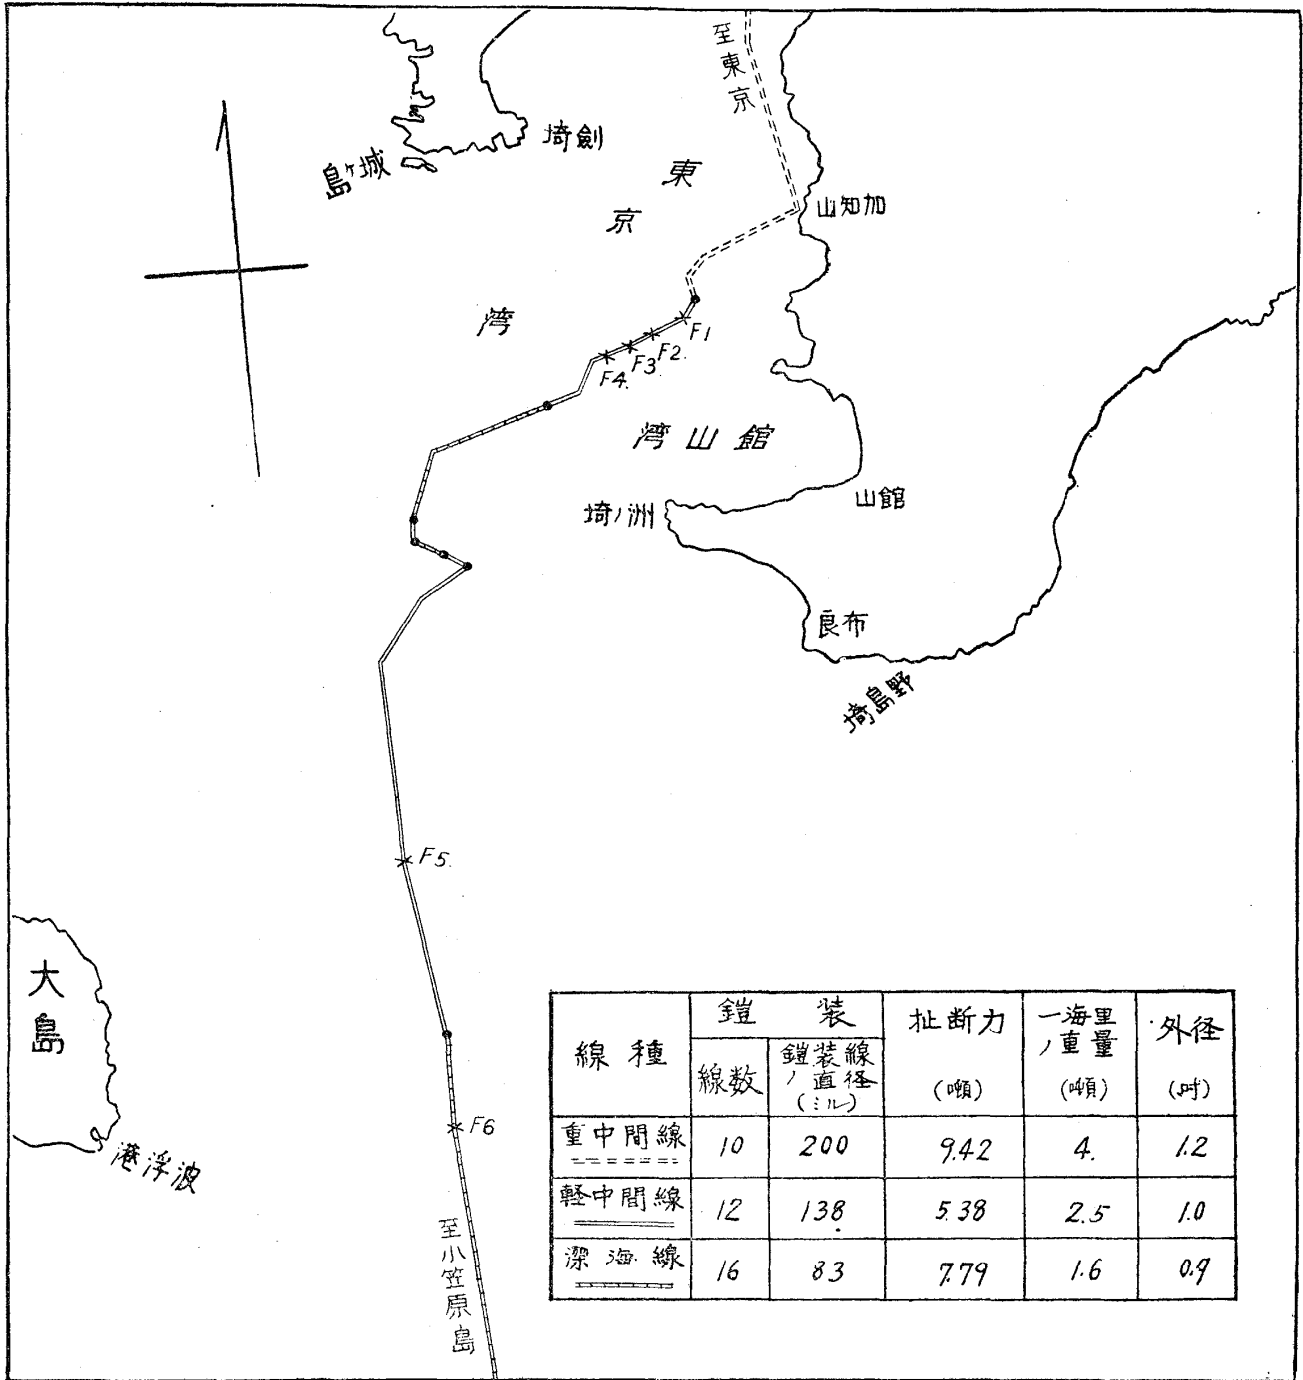 至東京
埼劍
島ヶ城
東京湾
山知加
F1
F2.
F3
F4.
湾山館
山館
埼ノ洲
良布
埼島野
F5.
F6
大島
港浮波
至小笠原島
線種 鎧装 扯断力 (噸) 一海里ノ重量 (噸) 外径 (吋)
線数 鎧装線ノ直径 (ミル)
重中間線 10 200 9.42 4. 1.2
軽中間線 12 138 5.38 2.5 1.0
深海線 16 83 7.79 1.6 0.9